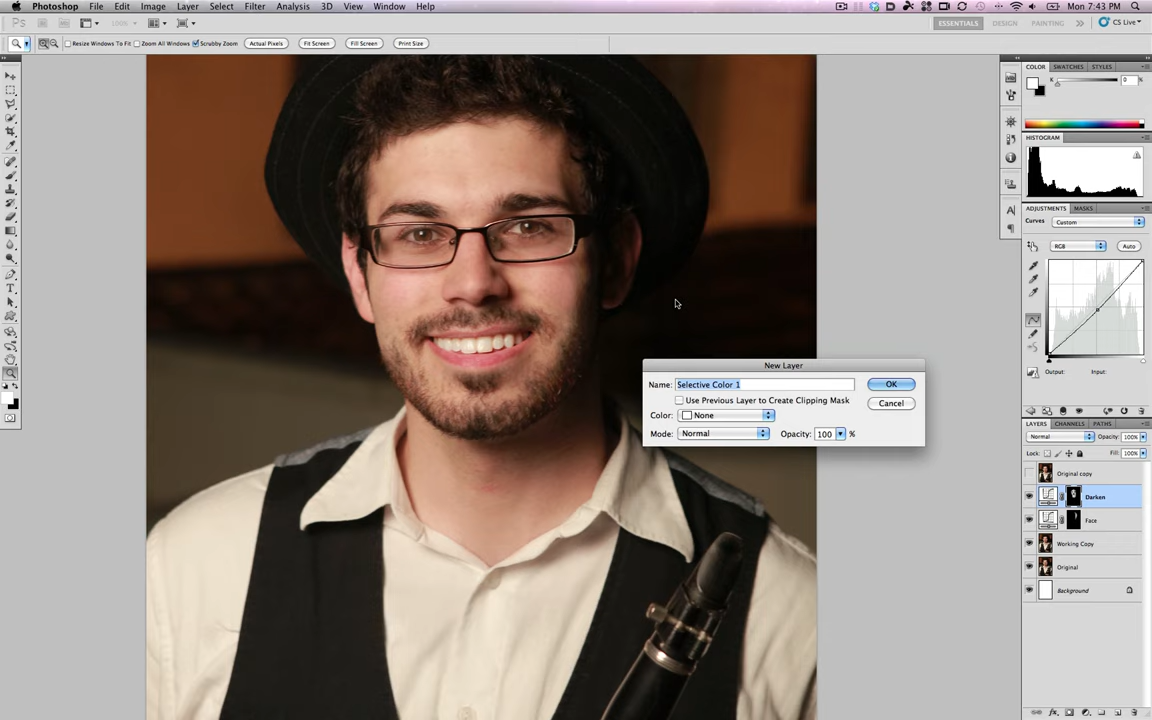 Photoshop File Edit Image Layer Select Filter Analysis 3D View Window Help Mon 7:43 PM
Ps 100% ESSENTIALS DESIGN PAINTING >> CS Live
Resize Windows To Fit Zoom All Windows Scrubby Zoom Actual Pixels Fit Screen Fill Screen Print Size
COLOR SWATCHES STYLES
K 0 %
HISTOGRAM
ADJUSTMENTS MASKS
Curves Custom
RGB Auto
Output: Input:
New Layer
Name: Selective Color 1 OK
Use Previous Layer to Create Clipping Mask Cancel
Color: None
Mode: Normal Opacity: 100 %
LAYERS CHANNELS PATHS
Normal Opacity: 100%
Lock: Fill: 100%
Original copy
Darken
Face
Working Copy
Original
Background